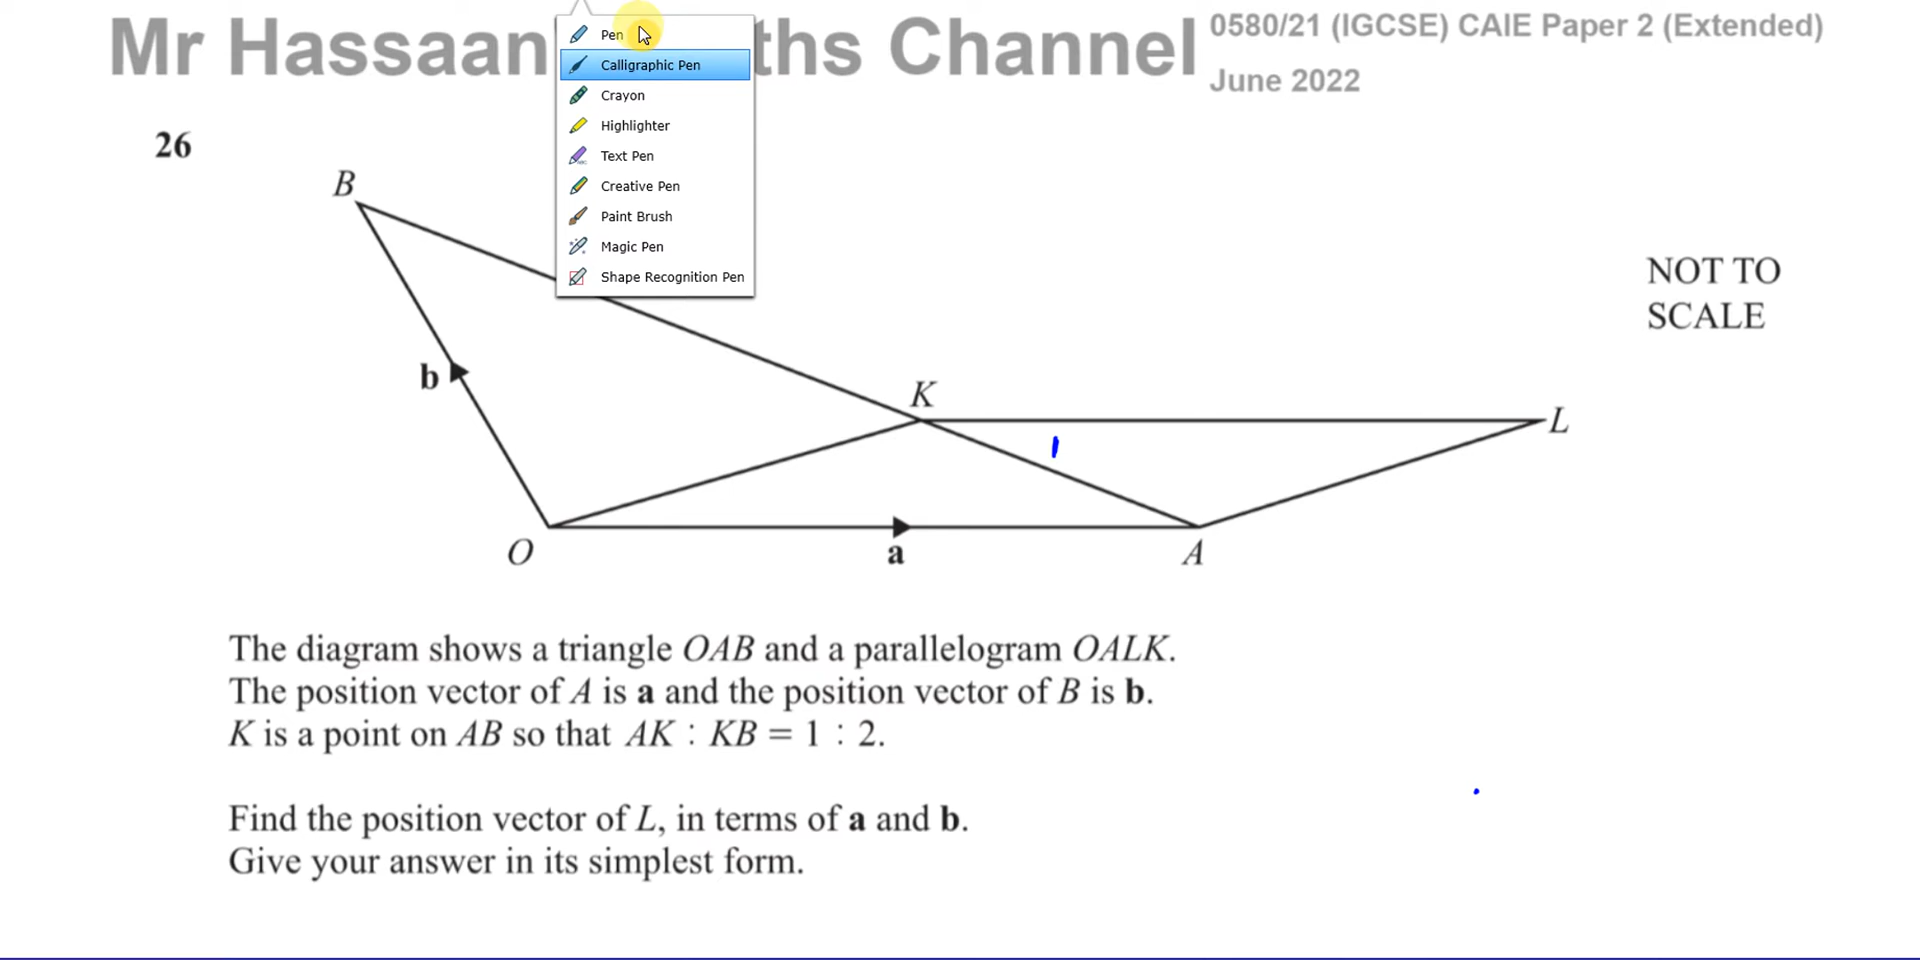 Mr Hassaan ths Channel
0580/21 (IGCSE) CAIE Paper 2 (Extended)
June 2022
Pen
Calligraphic Pen
Crayon
Highlighter
Text Pen
Creative Pen
Paint Brush
Magic Pen
Shape Recognition Pen
26
B
NOT TO
SCALE
b
K
L
1
O
a
A
The diagram shows a triangle OAB and a parallelogram OALK.
The position vector of A is a and the position vector of B is b.
K is a point on AB so that AK : KB = 1 : 2.
Find the position vector of L, in terms of a and b.
Give your answer in its simplest form.